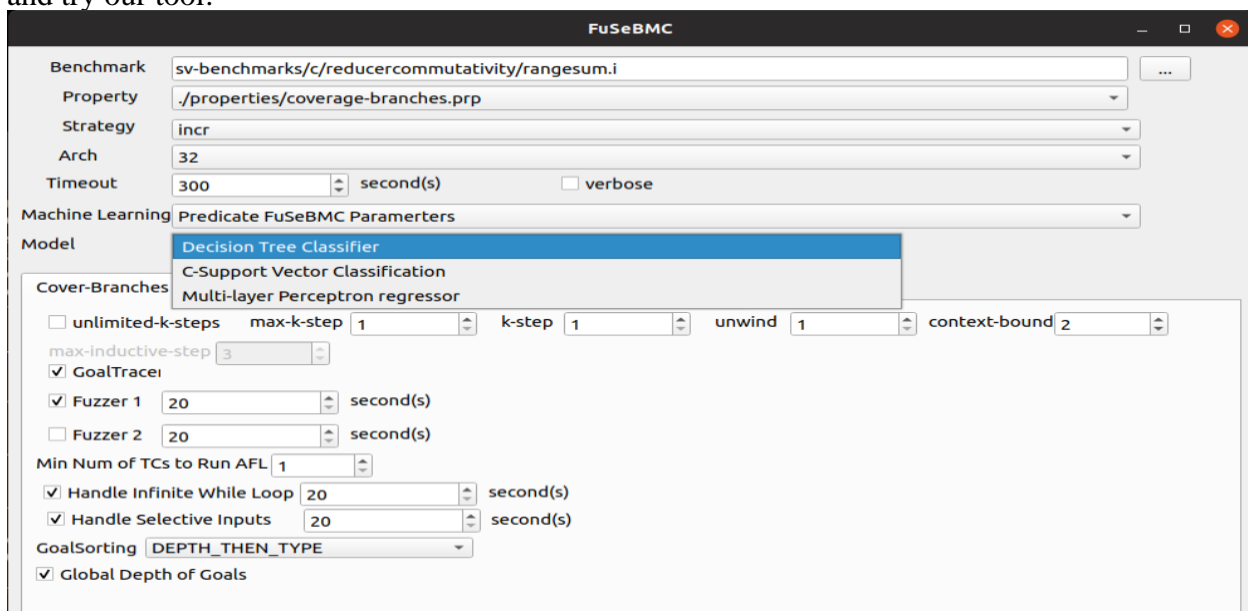 and try our tool.
FuSeBMC
Benchmark sv-benchmarks/c/reducercommutativity/rangesum.i ...
Property ./properties/coverage-branches.prp
Strategy incr
Arch 32
Timeout 300 second(s) verbose
Machine Learning Predicate FuSeBMC Paramerters
Model Decision Tree Classifier
C-Support Vector Classification
Cover-Branches Multi-layer Perceptron regressor
unlimited-k-steps max-k-step 1 k-step 1 unwind 1 context-bound 2
max-inductive-step 3
GoalTracer
Fuzzer 1 20 second(s)
Fuzzer 2 20 second(s)
Min Num of TCs to Run AFL 1
Handle Infinite While Loop 20 second(s)
Handle Selective Inputs 20 second(s)
GoalSorting DEPTH_THEN_TYPE
Global Depth of Goals